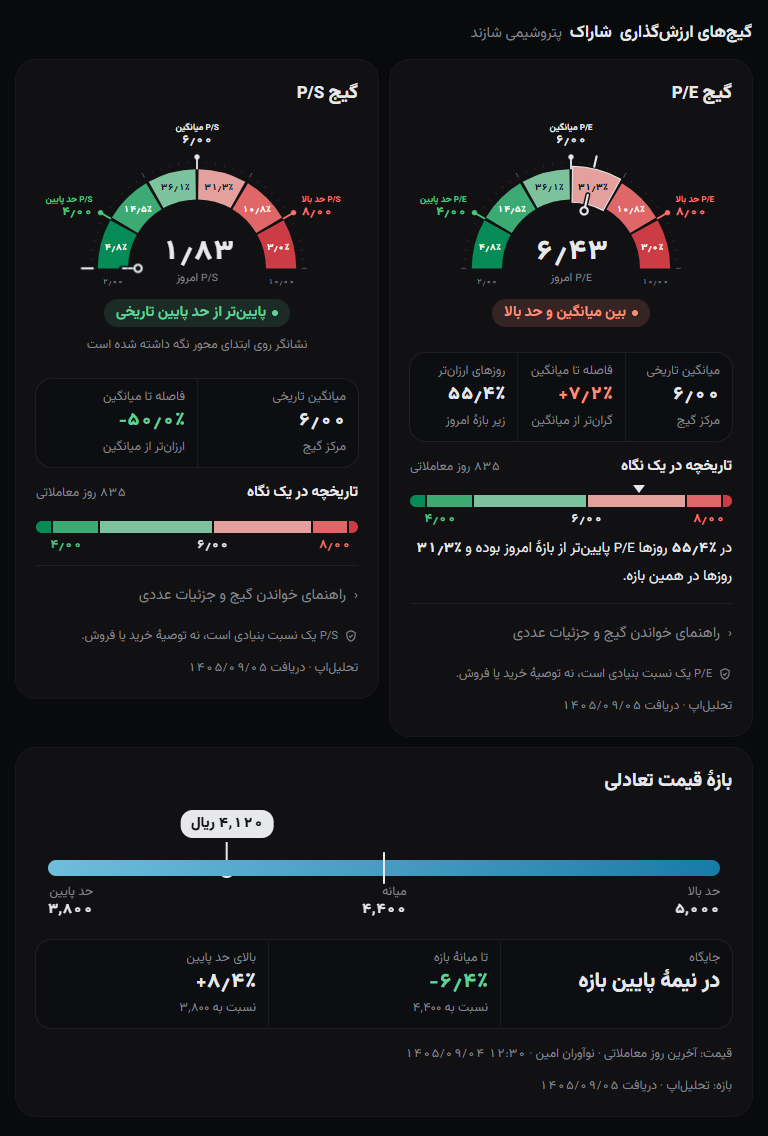 گیج‌های ارزش‌گذاری شاراک پتروشیمی شازند
گیج P/E
P/E میانگین
۶٫۰۰
P/E حد پایین
۴٫۰۰
P/E حد بالا
۸٫۰۰
۴٫۸٪
۱۴٫۵٪
۳۶٫۱٪
۳۱٫۳٪
۱۰٫۸٪
۳٫۰٪
۶٫۴۳
P/E امروز
۲٫۰۰
۱۰٫۰۰
بین میانگین و حد بالا
میانگین تاریخی
۶٫۰۰
مرکز گیج
فاصله تا میانگین
+۷٫۲٪
گران‌تر از میانگین
روزهای ارزان‌تر
۵۵٫۴٪
زیر بازهٔ امروز
تاریخچه در یک نگاه
۸۳۵ روز معاملاتی
۴٫۰۰
۶٫۰۰
۸٫۰۰
در ۵۵٫۴٪ روزها P/E پایین‌تر از بازهٔ امروز بوده و ۳۱٫۳٪
روزها در همین بازه.
‹ راهنمای خواندن گیج و جزئیات عددی
P/E یک نسبت بنیادی است، نه توصیهٔ خرید یا فروش.
تحلیل‌اپ · دریافت ۱۴۰۵/۰۹/۰۵
گیج P/S
P/S میانگین
۶٫۰۰
P/S حد پایین
۴٫۰۰
P/S حد بالا
۸٫۰۰
۴٫۸٪
۱۴٫۵٪
۳۶٫۱٪
۳۱٫۳٪
۱۰٫۸٪
۳٫۰٪
۱٫۸۳
P/S امروز
۲٫۰۰
۱۰٫۰۰
پایین‌تر از حد پایین تاریخی
نشانگر روی ابتدای محور نگه داشته شده است
میانگین تاریخی
۶٫۰۰
مرکز گیج
فاصله تا میانگین
-۵۰٫۰٪
ارزان‌تر از میانگین
تاریخچه در یک نگاه
۸۳۵ روز معاملاتی
۴٫۰۰
۶٫۰۰
۸٫۰۰
‹ راهنمای خواندن گیج و جزئیات عددی
P/S یک نسبت بنیادی است، نه توصیهٔ خرید یا فروش.
تحلیل‌اپ · دریافت ۱۴۰۵/۰۹/۰۵
بازهٔ قیمت تعادلی
۴,۱۲۰ ریال
حد بالا
۵,۰۰۰
میانه
۴,۴۰۰
حد پایین
۳,۸۰۰
جایگاه
در نیمهٔ پایین بازه
تا میانهٔ بازه
-۶٫۴٪
نسبت به ۴,۴۰۰
بالای حد پایین
+۸٫۴٪
نسبت به ۳,۸۰۰
قیمت: آخرین روز معاملاتی · نوآوران امین · ۱۲:۳۰ ۱۴۰۵/۰۹/۰۴
بازه: تحلیل‌اپ · دریافت ۱۴۰۵/۰۹/۰۵